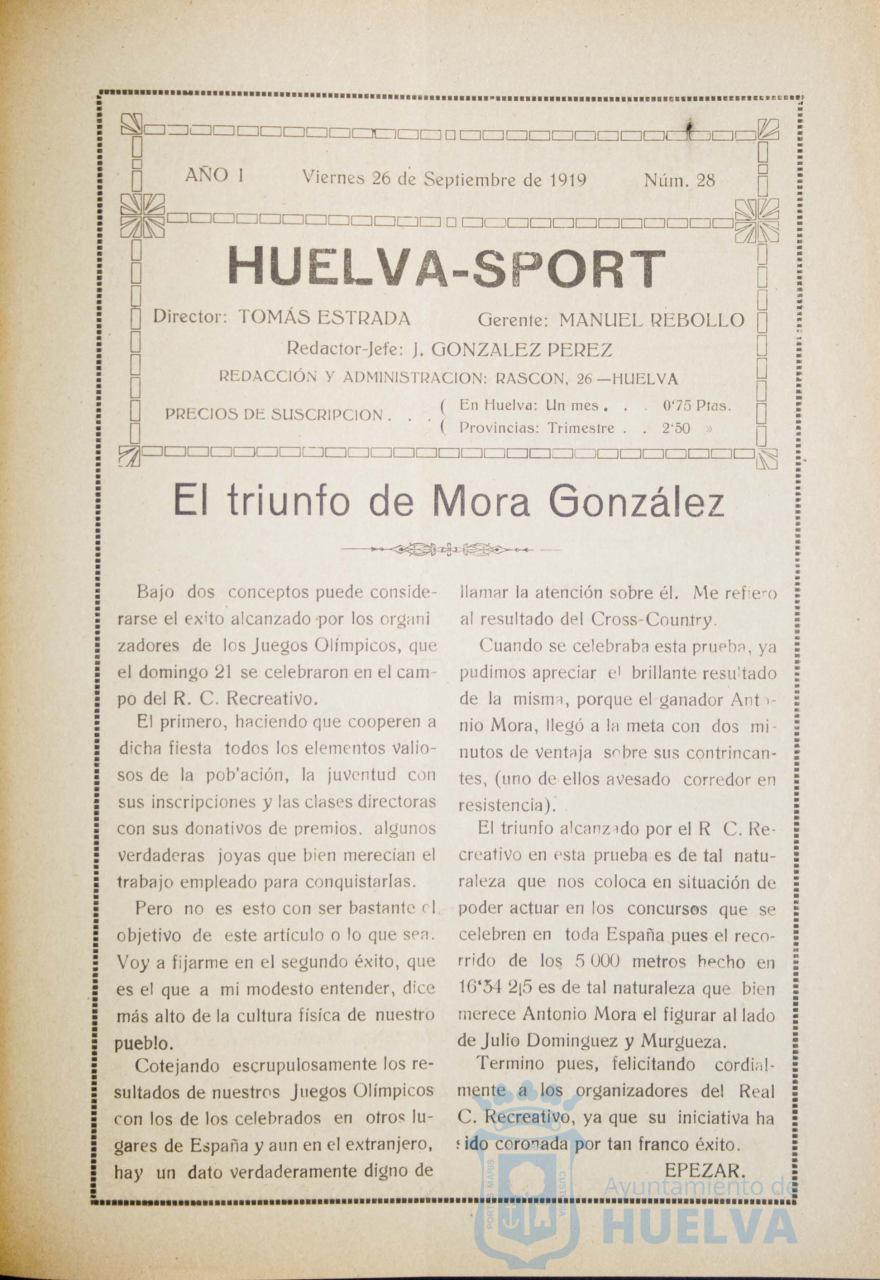 AÑO I Viernes 26 de Septiembre de 1919 Núm. 28
HUELVA-SPORT
Director: TOMÁS ESTRADA Gerente: MANUEL REBOLLO
Redactor-Jefe: J. GONZALEZ PEREZ
REDACCIÓN Y ADMINISTRACION: RASCON, 26 —HUELVA
PRECIOS DE SUSCRIPCION . . . ( En Huelva: Un mes . . . 0'75 Ptas.
( Provincias: Trimestre . . 2'50 »
El triunfo de Mora González
Bajo dos conceptos puede conside-
rarse el exito alcanzado por los organi
zadores de los Juegos Olímpicos, que
el domingo 21 se celebraron en el cam-
po del R. C. Recreativo.
El primero, haciendo que cooperen a
dicha fiesta todos los elementos valio-
sos de la pob'ación, la juventud con
sus inscripciones y las clases directoras
con sus donativos de premios. algunos
verdaderas joyas que bien merecían el
trabajo empleado para conquistarlas.
Pero no es esto con ser bastante el
objetivo de este artículo o lo que sea.
Voy a fijarme en el segundo éxito, que
es el que a mi modesto entender, dice
más alto de la cultura física de nuestro
pueblo.
Cotejando escrupulosamente los re-
sultados de nuestros Juegos Olímpicos
con los de los celebrados en otros lu-
gares de España y aun en el extranjero,
hay un dato verdaderamente digno de
llamar la atención sobre él. Me refiero
al resultado del Cross-Country.
Cuando se celebraba esta prueba, ya
pudimos apreciar el brillante resultado
de la misma, porque el ganador Anto-
nio Mora, llegó a la meta con dos mi-
nutos de ventaja sobre sus contrincan-
tes, (uno de ellos avesado corredor en
resistencia).
El triunfo alcanzado por el R C. Re-
creativo en esta prueba es de tal natu-
raleza que nos coloca en situación de
poder actuar en los concursos que se
celebren en toda España pues el reco-
rrido de los 5 000 metros hecho en
16'34 2¡5 es de tal naturaleza que bien
merece Antonio Mora el figurar al lado
de Julio Dominguez y Murgueza.
Termino pues, felicitando cordial-
mente a los organizadores del Real
C. Recreativo, ya que su iniciativa ha
sido coronada por tan franco éxito.
EPEZAR.
PORTUS MARIS CUSTODIA
Ayuntamiento de
HUELVA